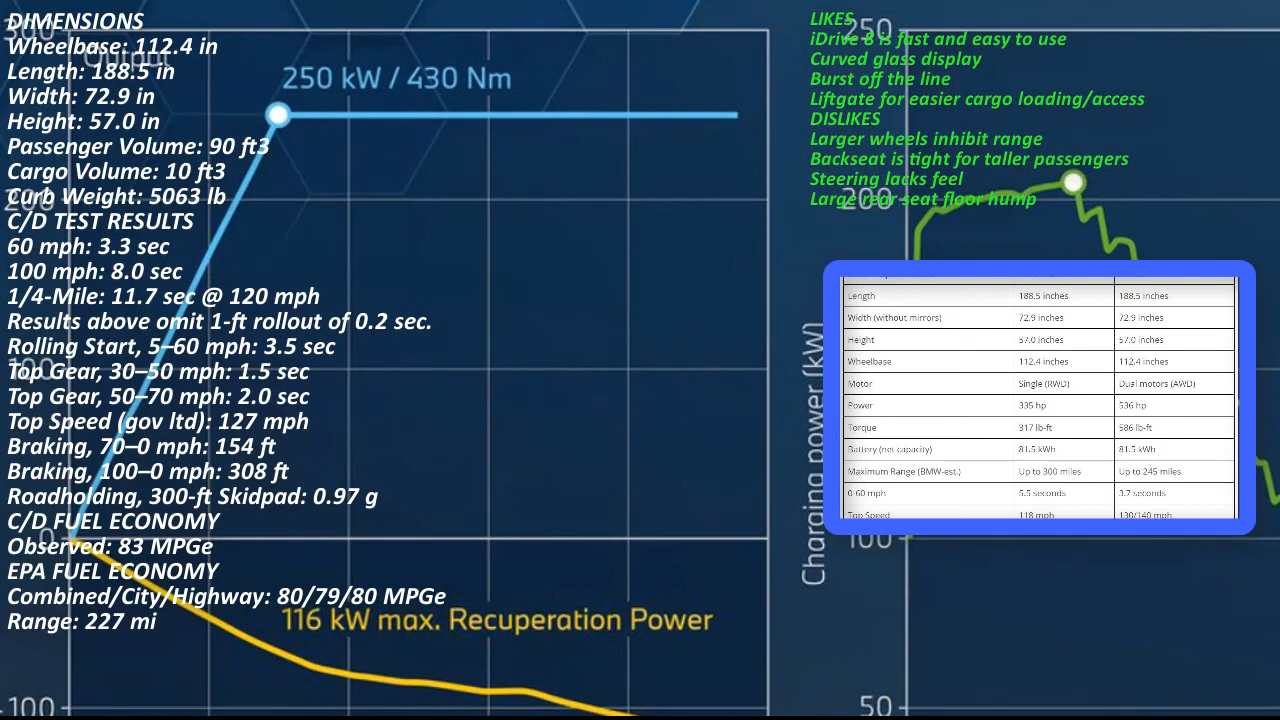 DIMENSIONS
Wheelbase: 112.4 in
Length: 188.5 in
Width: 72.9 in
Height: 57.0 in
Passenger Volume: 90 ft3
Cargo Volume: 10 ft3
Curb Weight: 5063 lb
C/D TEST RESULTS
60 mph: 3.3 sec
100 mph: 8.0 sec
1/4-Mile: 11.7 sec @ 120 mph
Results above omit 1-ft rollout of 0.2 sec.
Rolling Start, 5–60 mph: 3.5 sec
Top Gear, 30–50 mph: 1.5 sec
Top Gear, 50–70 mph: 2.0 sec
Top Speed (gov ltd): 127 mph
Braking, 70–0 mph: 154 ft
Braking, 100–0 mph: 308 ft
Roadholding, 300-ft Skidpad: 0.97 g
C/D FUEL ECONOMY
Observed: 83 MPGe
EPA FUEL ECONOMY
Combined/City/Highway: 80/79/80 MPGe
Range: 227 mi
300
Output
200
100
0
-100
250 kW / 430 Nm
116 kW max. Recuperation Power
LIKES
iDrive 8 is fast and easy to use
Curved glass display
Burst off the line
Liftgate for easier cargo loading/access
DISLIKES
Larger wheels inhibit range
Backseat is tight for taller passengers
Steering lacks feel
Large rear seat floor hump
250
200
100
50
Charging power (kW)
Length 188.5 inches 188.5 inches
Width (without mirrors) 72.9 inches 72.9 inches
Height 57.0 inches 57.0 inches
Wheelbase 112.4 inches 112.4 inches
Motor Single (RWD) Dual motors (AWD)
Power 335 hp 536 hp
Torque 317 lb-ft 586 lb-ft
Battery (net capacity) 81.5 kWh 81.5 kWh
Maximum Range (BMW-est.) Up to 300 miles Up to 245 miles
0-60 mph 5.5 seconds 3.7 seconds
Top Speed 118 mph 130/140 mph